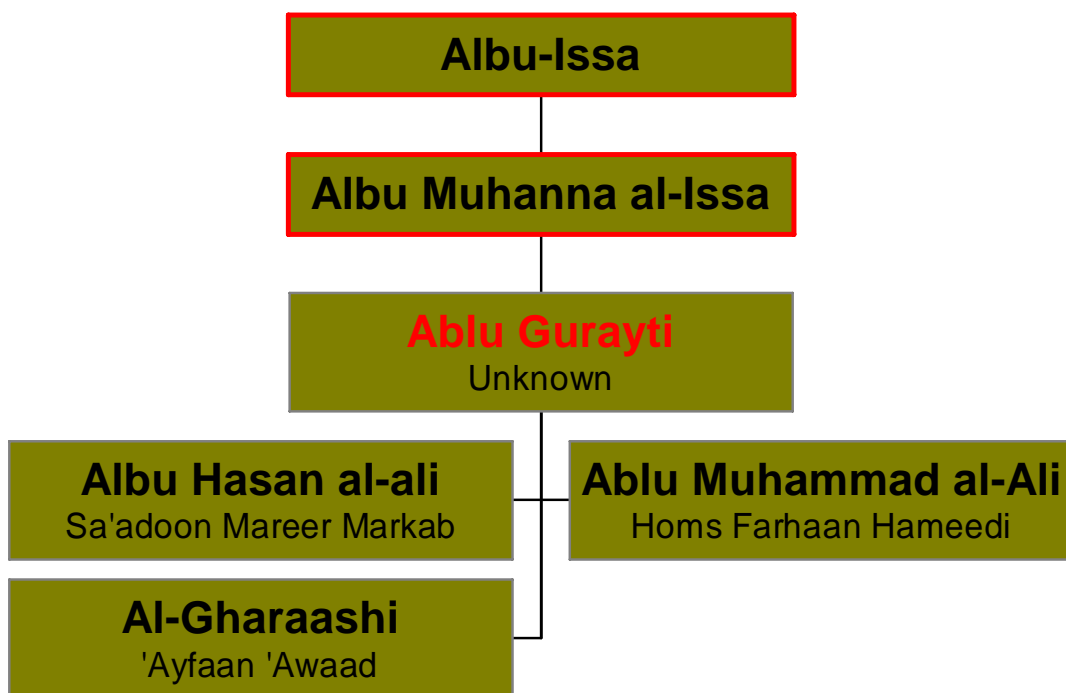 Albu-Issa
Albu Muhanna al-Issa
Ablu Gurayti
Unknown
Albu Hasan al-ali
Sa'adoon Mareer Markab
Ablu Muhammad al-Ali
Homs Farhaan Hameedi
Al-Gharaashi
'Ayfaan 'Awaad